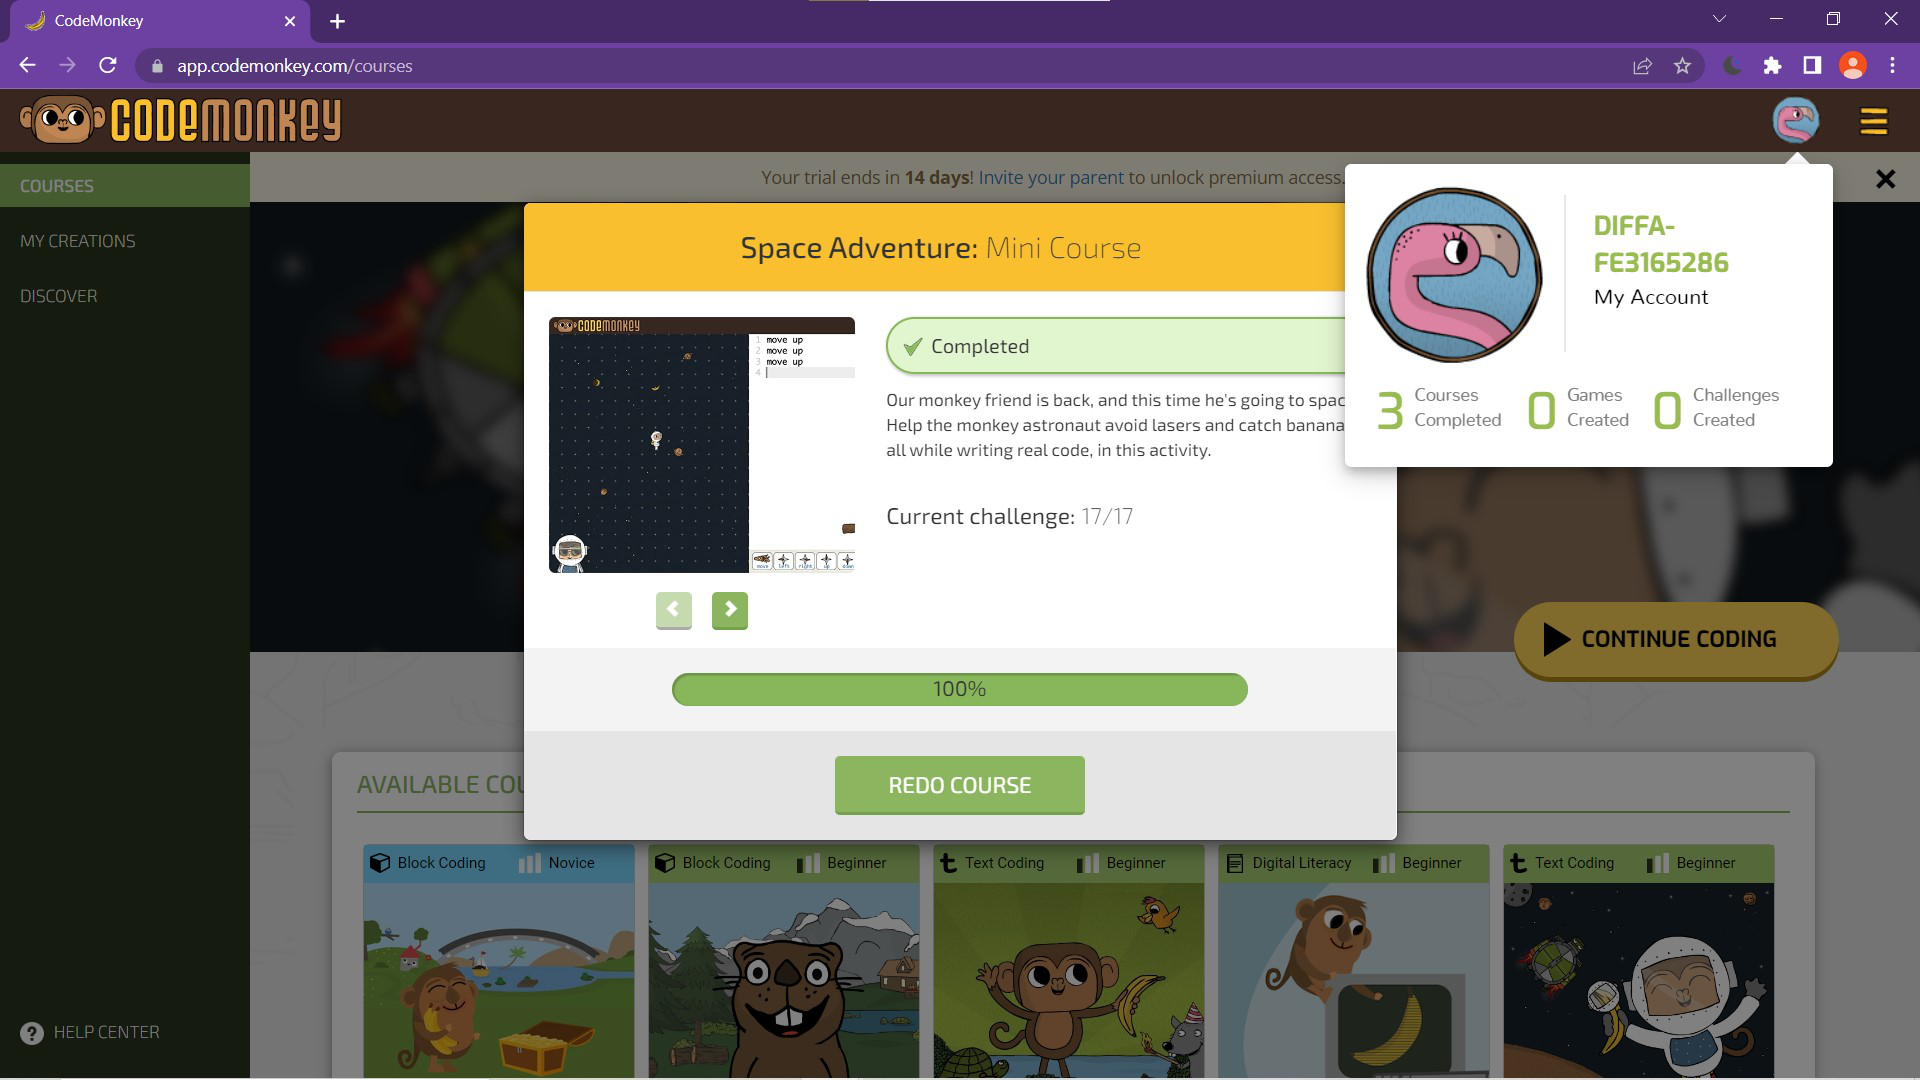 CodeMonkey
app.codemonkey.com/courses
CODEMONKEY
COURSES
MY CREATIONS
DISCOVER
HELP CENTER
Your trial ends in 14 days! Invite your parent to unlock premium access.
DIFFA-
FE3165286
My Account
3 Courses Completed
0 Games Created
0 Challenges Created
Space Adventure: Mini Course
CODEMONKEY
1 move up
2 move up
3 move up
4
move left right up down
Completed
Our monkey friend is back, and this time he's going to spac
Help the monkey astronaut avoid lasers and catch banana
all while writing real code, in this activity.
Current challenge: 17/17
100%
REDO COURSE
CONTINUE CODING
AVAILABLE COU
Block Coding Novice
Block Coding Beginner
Text Coding Beginner
Digital Literacy Beginner
Text Coding Beginner